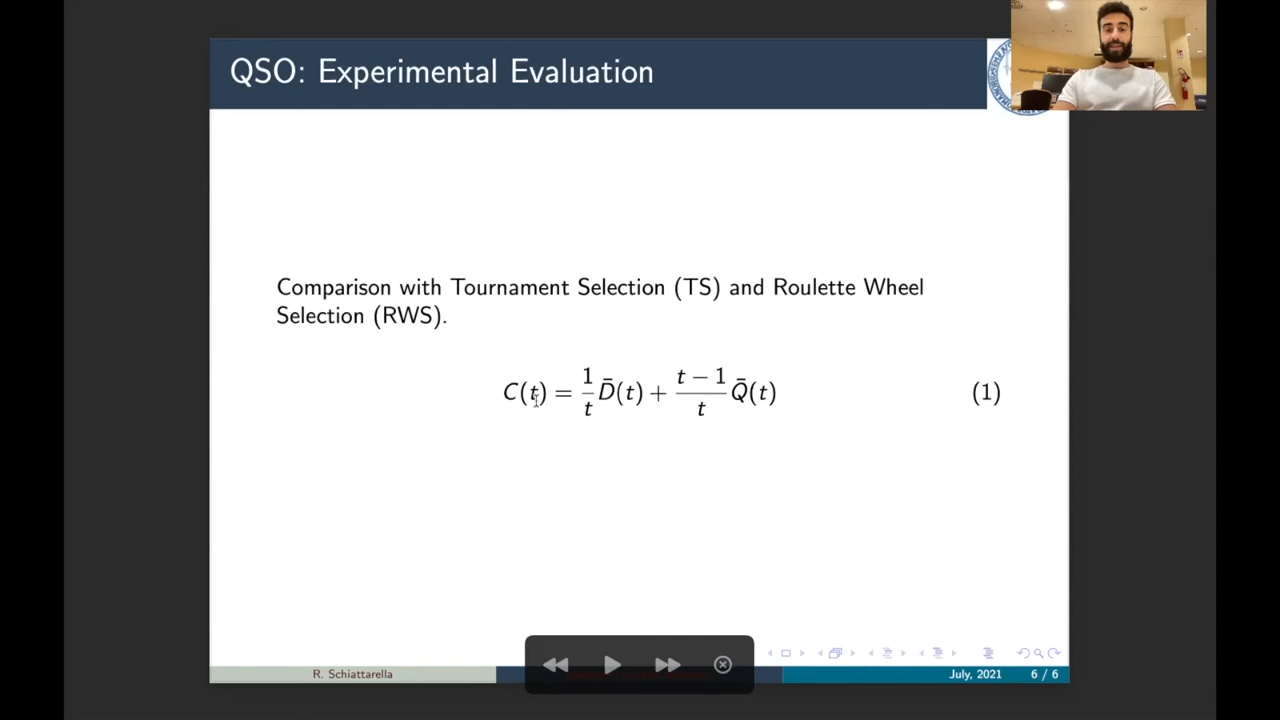 QSO: Experimental Evaluation
Comparison with Tournament Selection (TS) and Roulette Wheel
Selection (RWS).
C(t) = 1/t D̄(t) + t − 1/t Q̄(t) (1)
R. Schiattarella
July, 2021 6 / 6